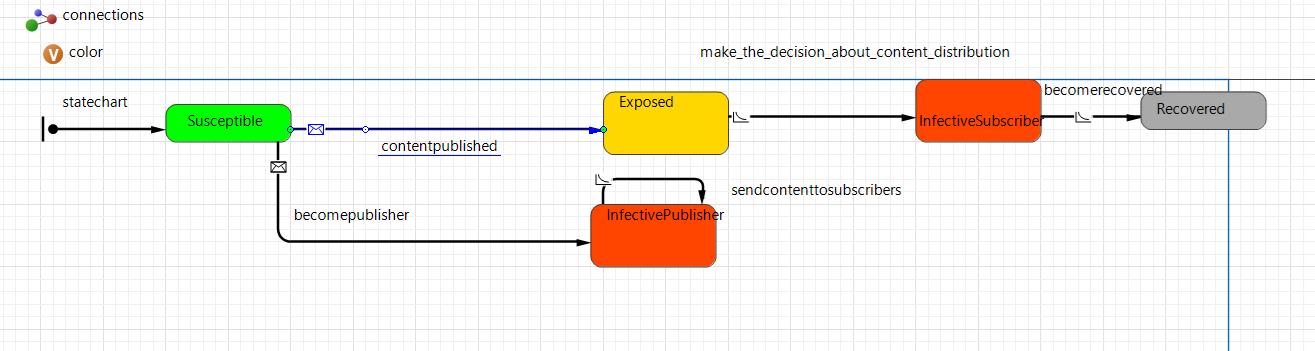 connections
V
color
make_the_decision_about_content_distribution
statechart
Susceptible
contentpublished
Exposed
InfectiveSubscriber
becomerecovered
Recovered
becomepublisher
InfectivePublisher
sendcontenttosubscribers